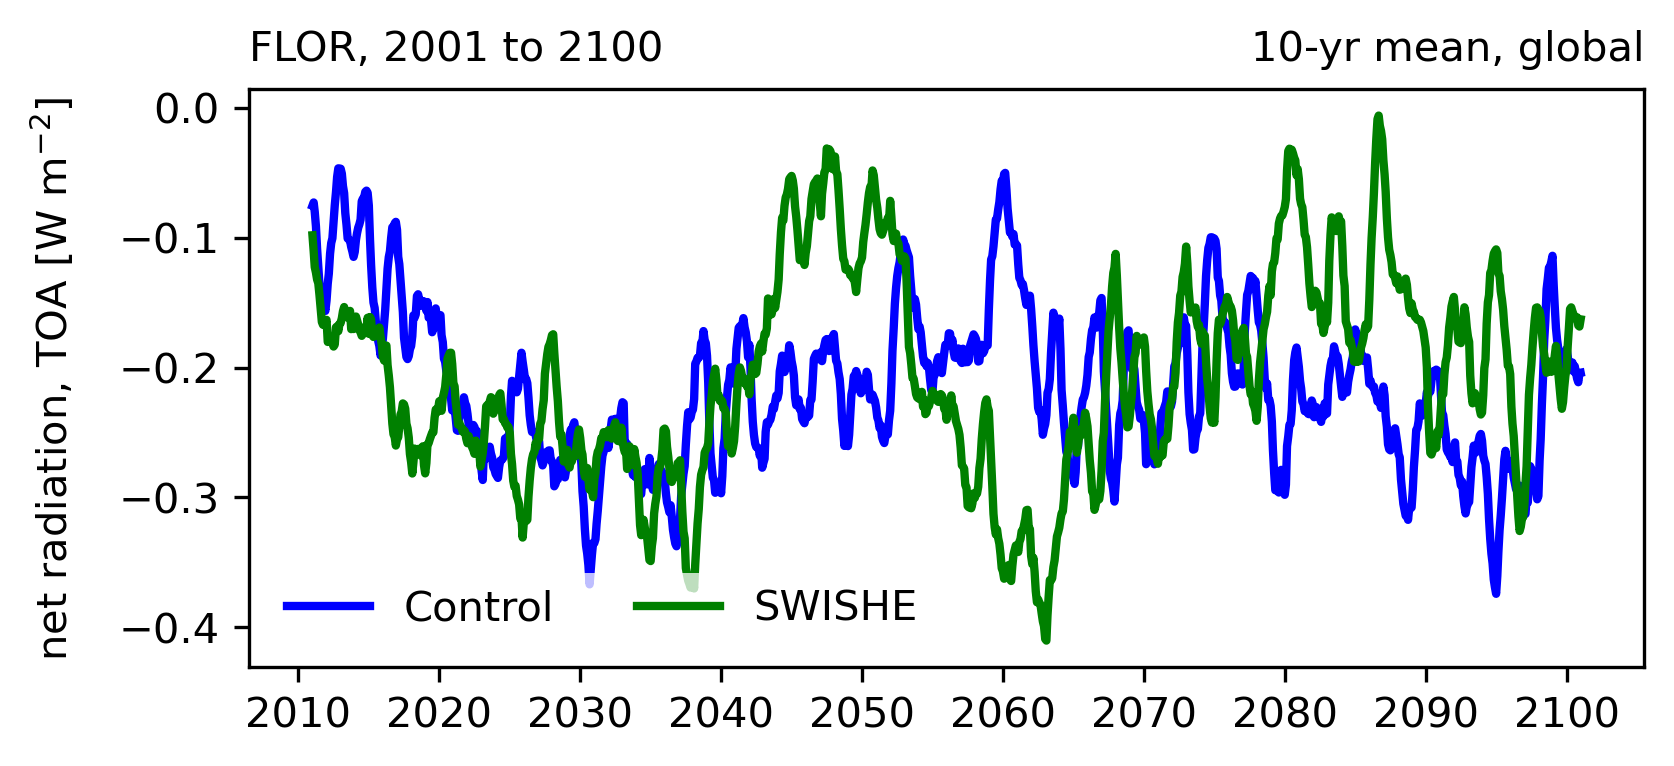 FLOR, 2001 to 2100
10-yr mean, global
net radiation, TOA [W m⁻²]
0.0
−0.1
−0.2
−0.3
−0.4
Control
SWISHE
2010 2020 2030 2040 2050 2060 2070 2080 2090 2100